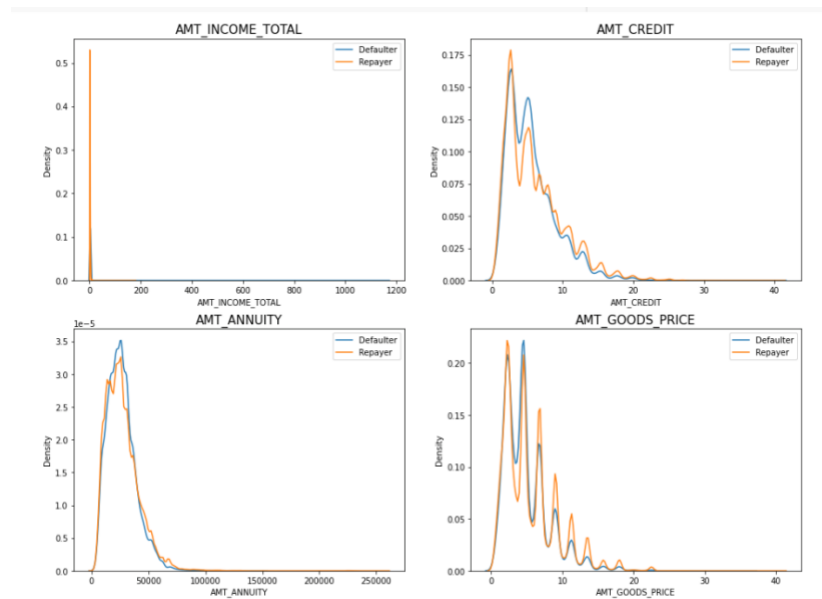 AMT_INCOME_TOTAL
Defaulter
Repayer
0.5
0.4
0.3
0.2
0.1
0.0
Density
0
200
400
600
800
1000
1200
AMT_INCOME_TOTAL
AMT_CREDIT
Defaulter
Repayer
0.175
0.150
0.125
0.100
0.075
0.050
0.025
0.000
Density
0
10
20
30
40
AMT_CREDIT
AMT_ANNUITY
1e-5
Defaulter
Repayer
3.5
3.0
2.5
2.0
1.5
1.0
0.5
0.0
Density
0
50000
100000
150000
200000
250000
AMT_ANNUITY
AMT_GOODS_PRICE
Defaulter
Repayer
0.20
0.15
0.10
0.05
0.00
Density
0
10
20
30
40
AMT_GOODS_PRICE